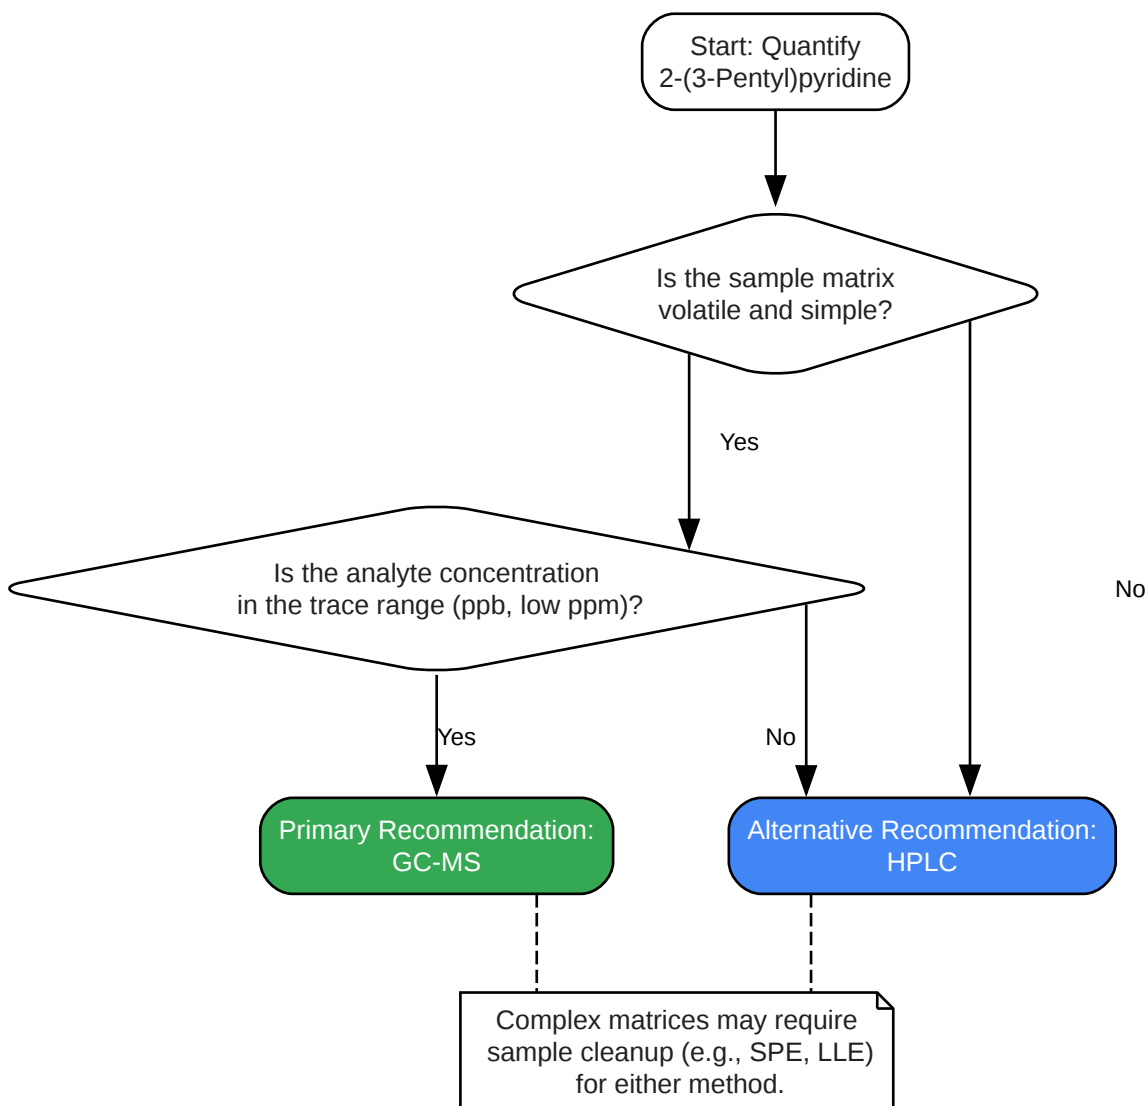 Start: Quantify
2-(3-Pentyl)pyridine
Is the sample matrix
volatile and simple?
Yes
Is the analyte concentration
in the trace range (ppb, low ppm)?
No
Yes
No
Primary Recommendation:
GC-MS
Alternative Recommendation:
HPLC
Complex matrices may require
sample cleanup (e.g., SPE, LLE)
for either method.